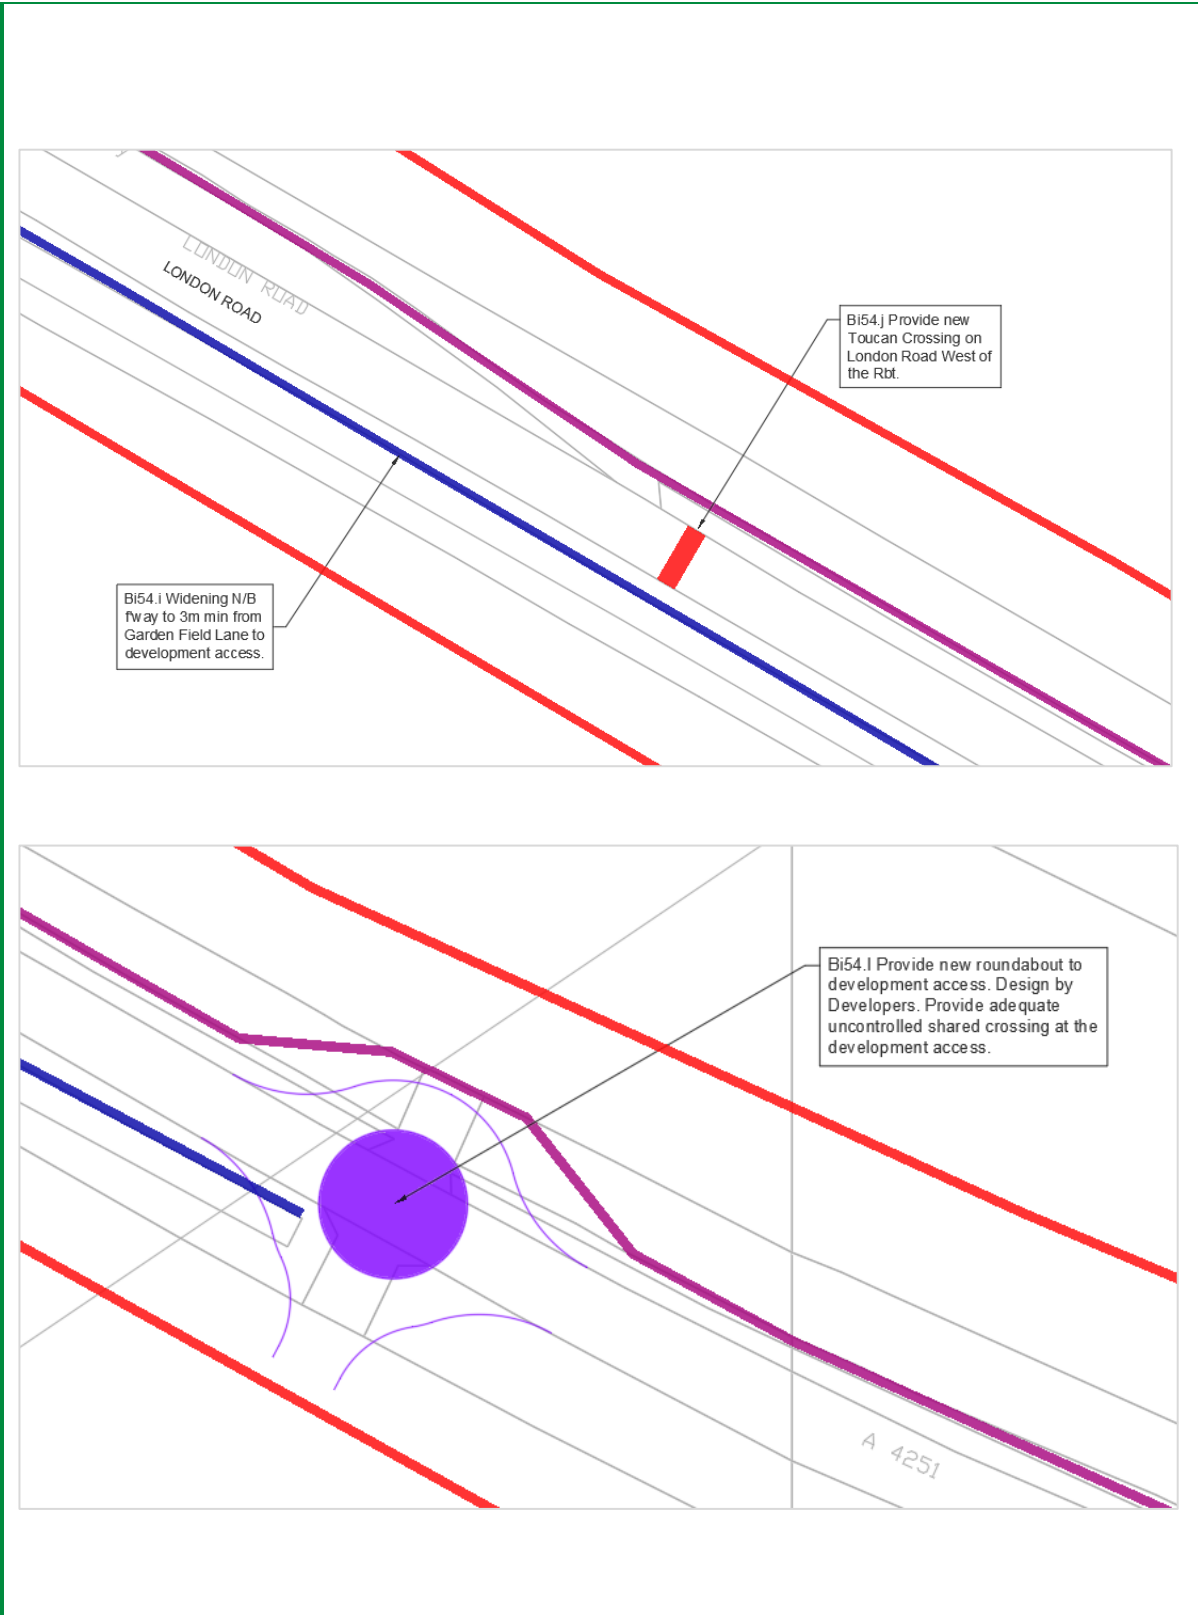 LONDON ROAD
LONDON ROAD
Bi54.j Provide new
Toucan Crossing on
London Road West of
the Rbt.
Bi54.i Widening N/B
f'way to 3m min from
Garden Field Lane to
development access.
Bi54.l Provide new roundabout to
development access. Design by
Developers. Provide adequate
uncontrolled shared crossing at the
development access.
A 4251